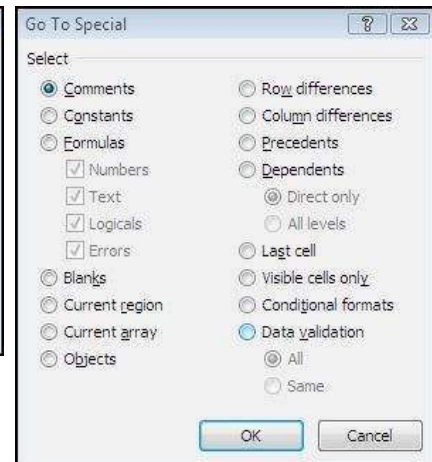 Go To Special
Select
Comments
Constants
Formulas
Numbers
Text
Logicals
Errors
Blanks
Current region
Current array
Objects
Row differences
Column differences
Precedents
Dependents
Direct only
All levels
Last cell
Visible cells only
Conditional formats
Data validation
All
Same
OK
Cancel